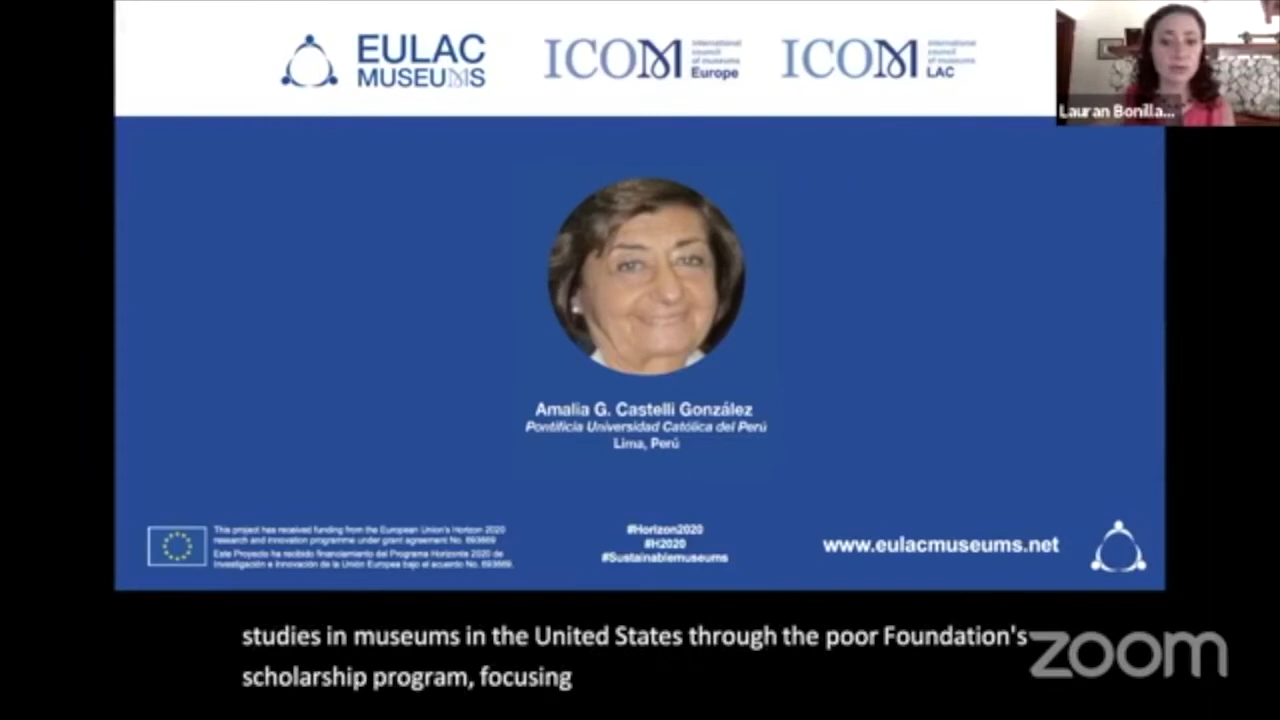 EULAC
MUSEUMS
ICOM
international
council
of museums
Europe
ICOM
international
council
of museums
LAC
Lauran Bonilla...
Amalia G. Castelli González
Pontificia Universidad Católica del Perú
Lima, Perú
This project has received funding from the European Union's Horizon 2020
research and innovation programme under grant agreement No. 693669
Este Proyecto ha recibido financiamiento del Programa Horizonte 2020 de
Investigación e Innovación de la Unión Europea bajo el acuerdo No. 693669.
#Horizon2020
#H2020
#Sustainablemuseums
www.eulacmuseums.net
studies in museums in the United States through the poor Foundation's
scholarship program, focusing
zoom